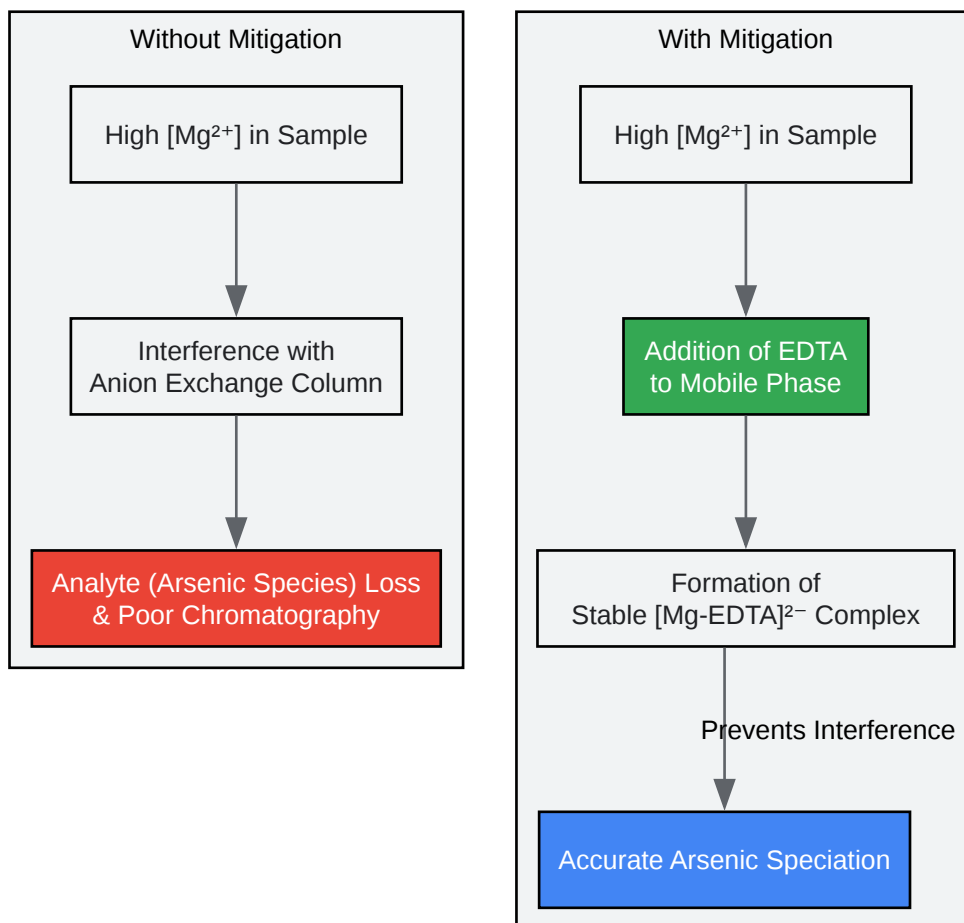 Without Mitigation
High [Mg²⁺] in Sample
Interference with
Anion Exchange Column
Analyte (Arsenic Species) Loss
& Poor Chromatography
With Mitigation
High [Mg²⁺] in Sample
Addition of EDTA
to Mobile Phase
Formation of
Stable [Mg-EDTA]²⁻ Complex
Prevents Interference
Accurate Arsenic Speciation